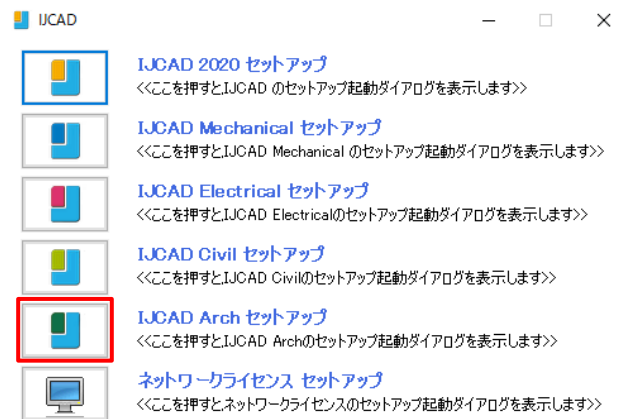 IJCAD
IJCAD 2020 セットアップ
<<ここを押すと,IJCAD のセットアップ起動ダイアログを表示します>>
IJCAD Mechanical セットアップ
<<ここを押すと,IJCAD Mechanical のセットアップ起動ダイアログを表示します>>
IJCAD Electrical セットアップ
<<ここを押すと,IJCAD Electricalのセットアップ起動ダイアログを表示します>>
IJCAD Civil セットアップ
<<ここを押すと,IJCAD Civilのセットアップ起動ダイアログを表示します>>
IJCAD Arch セットアップ
<<ここを押すと,IJCAD Archのセットアップ起動ダイアログを表示します>>
ネットワークライセンス セットアップ
<<ここを押すと,ネットワークライセンスのセットアップ起動ダイアログを表示します>>